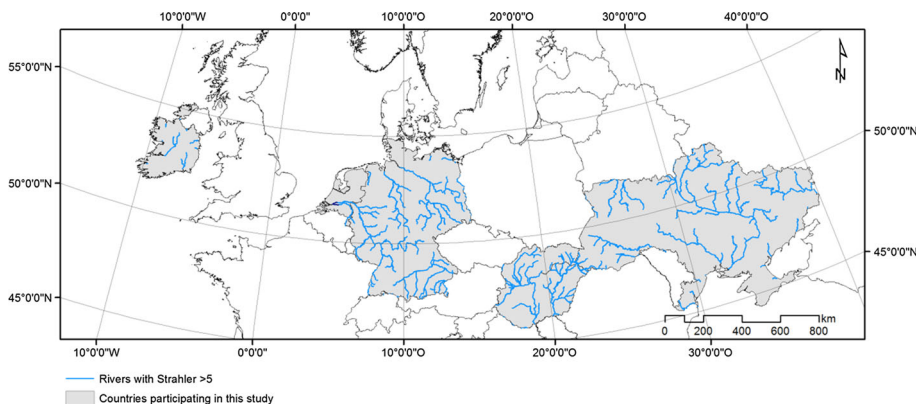 10°0'0"W 0°0'0" 10°0'0"O 20°0'0"O 30°0'0"O 40°0'0"O
55°0'0"N
N
50°0'0"N
50°0'0"N
45°0'0"N
45°0'0"N
km
0 100 200 400 600 800
10°0'0"W 0°0'0" 10°0'0"O 20°0'0"O 30°0'0"O
Rivers with Strahler >5
Countries participating in this study